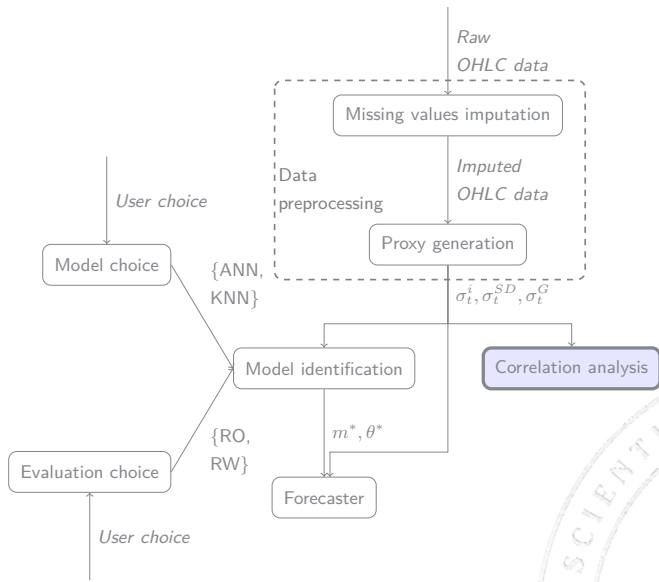 Raw
OHLC data
Missing values imputation
Imputed
OHLC data
Data
preprocessing
Proxy generation
User choice
Model choice
{ANN,
KNN}
σ_t^i, σ_t^{SD}, σ_t^G
Model identification
Correlation analysis
{RO,
RW}
m*, θ*
Evaluation choice
Forecaster
User choice
SCIENTI